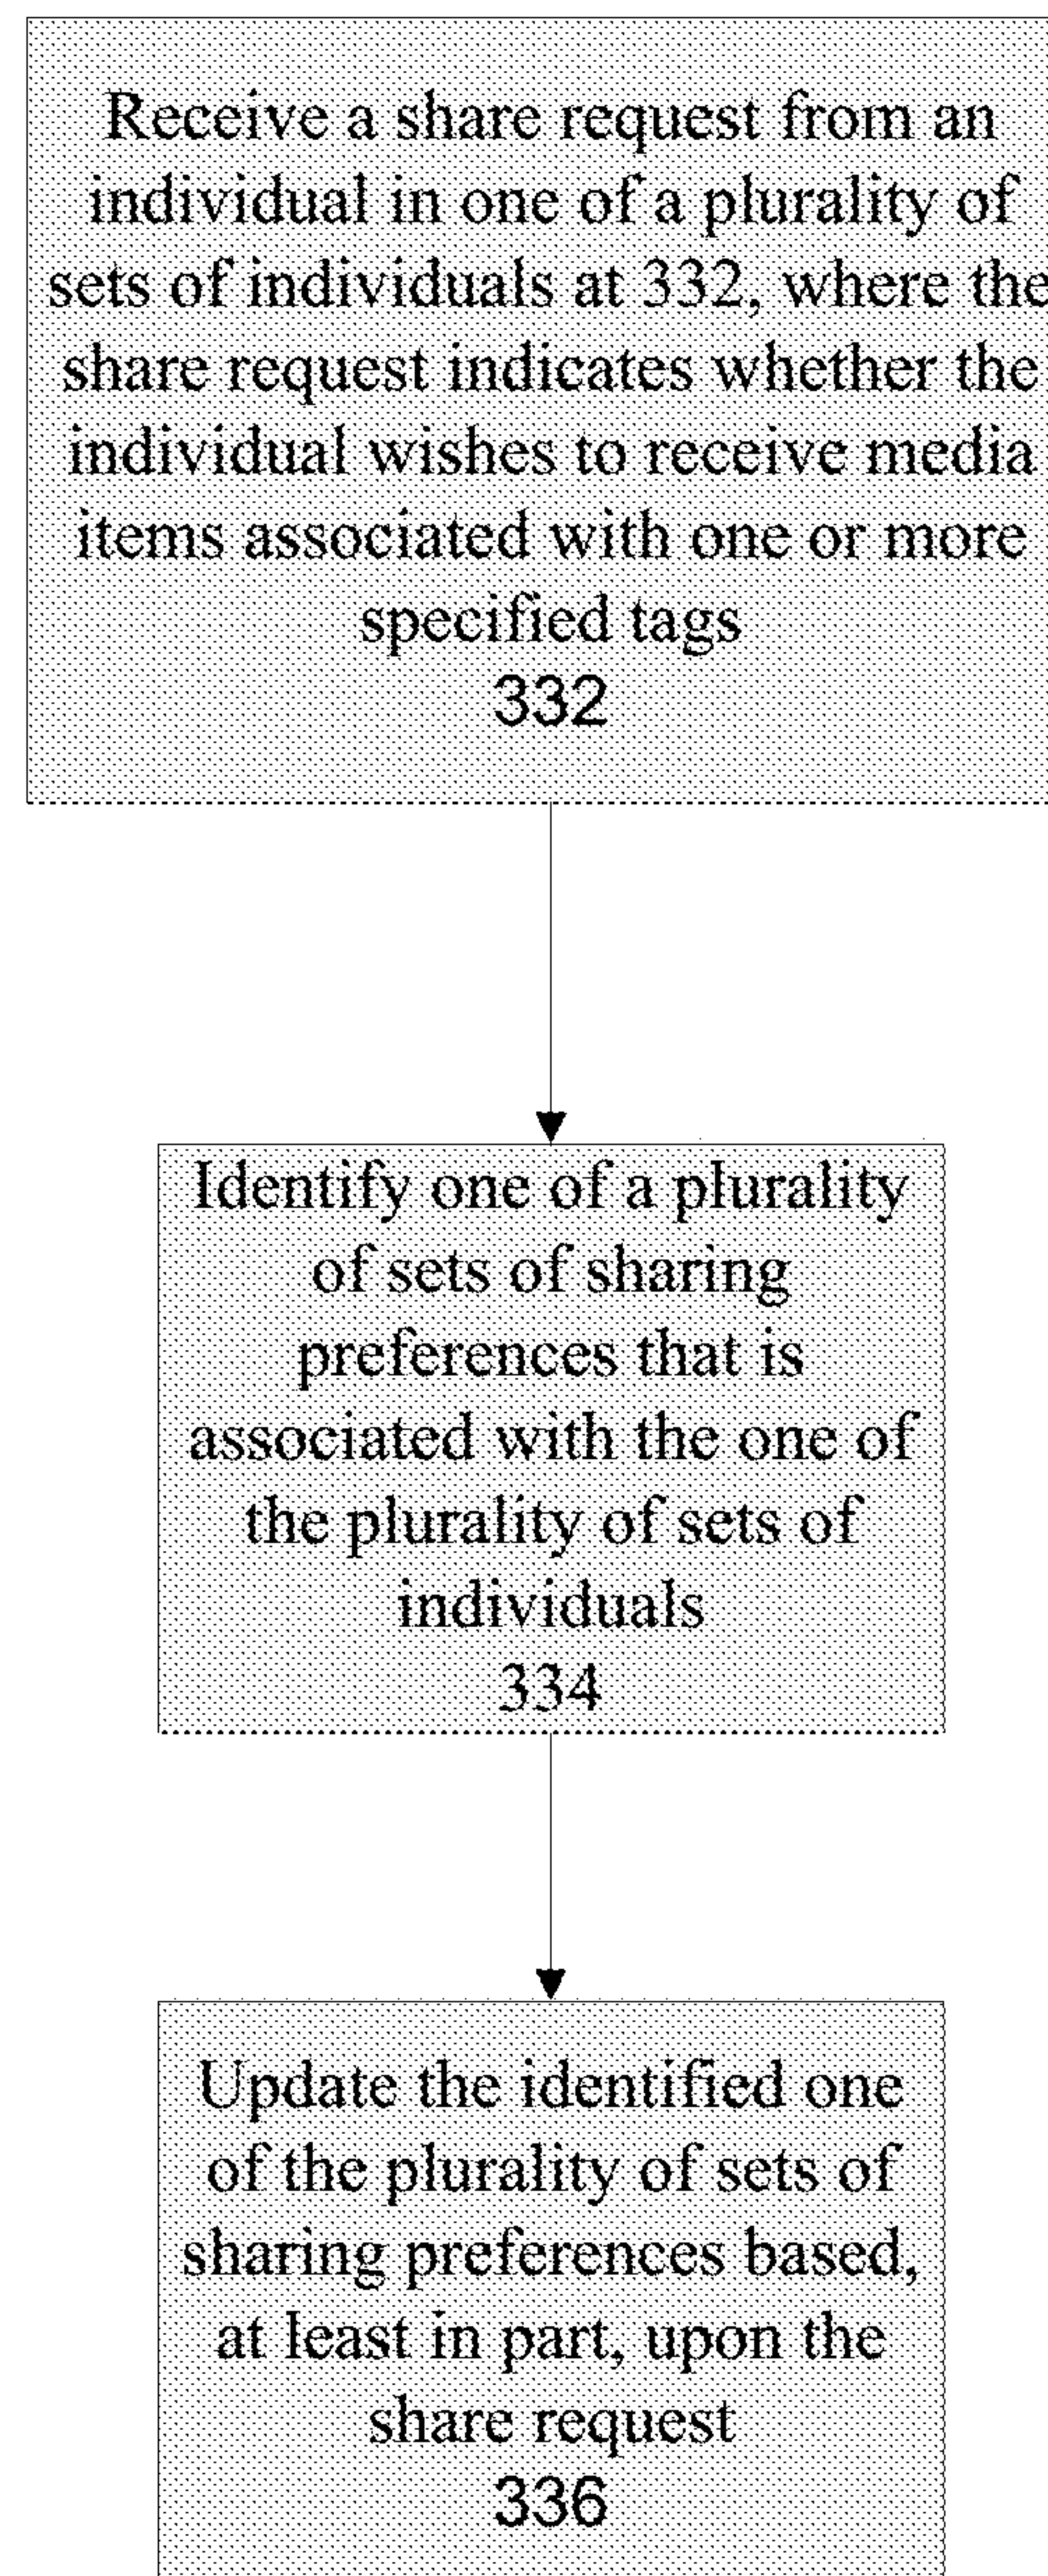 Receive a share request from an
individual in one of a plurality of
sets of individuals at 332, where the
share request indicates whether the
individual wishes to receive media
items associated with one or more
specified tags
332
Identify one of a plurality
of sets of sharing
preferences that is
associated with the one of
the plurality of sets of
individuals
334
Update the identified one
of the plurality of sets of
sharing preferences based,
at least in part, upon the
share request
336